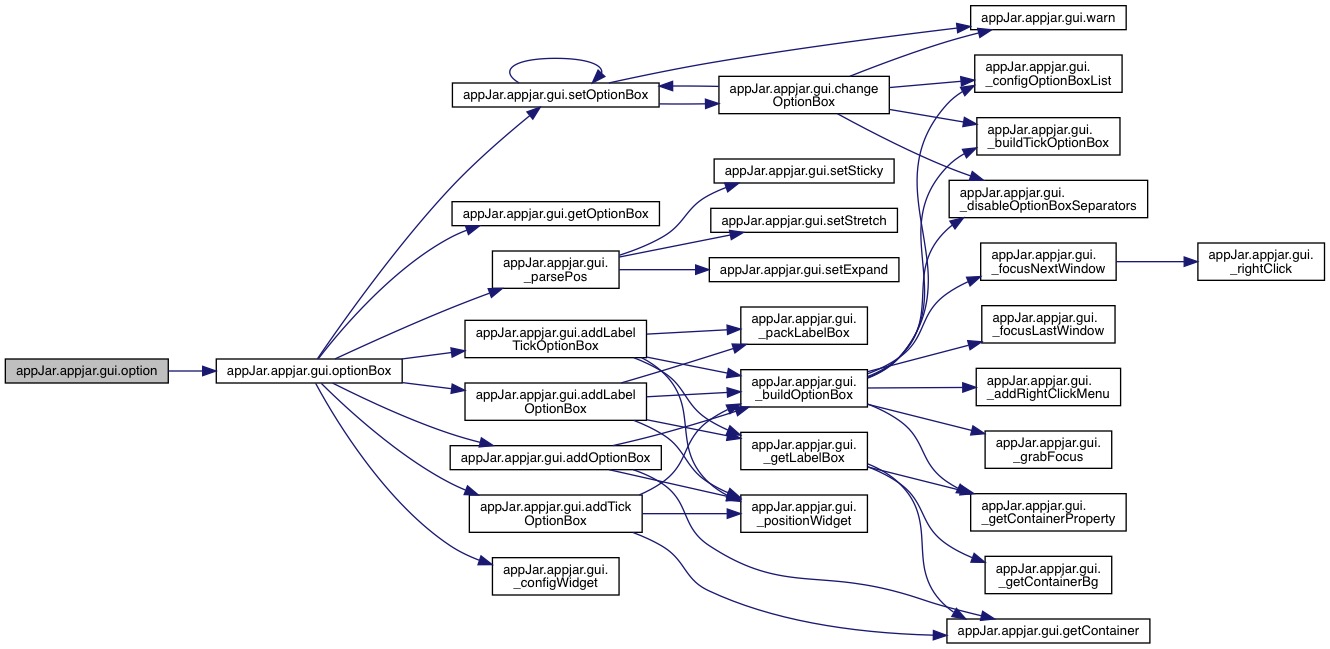 appJar.appjar.gui.option
appJar.appjar.gui.optionBox
appJar.appjar.gui.setOptionBox
appJar.appjar.gui.getOptionBox
appJar.appjar.gui.
_parsePos
appJar.appjar.gui.addLabel
TickOptionBox
appJar.appjar.gui.addLabel
OptionBox
appJar.appjar.gui.addOptionBox
appJar.appjar.gui.addTick
OptionBox
appJar.appjar.gui.
_configWidget
appJar.appjar.gui.change
OptionBox
appJar.appjar.gui.setSticky
appJar.appjar.gui.setStretch
appJar.appjar.gui.setExpand
appJar.appjar.gui.
_packLabelBox
appJar.appjar.gui.
_buildOptionBox
appJar.appjar.gui.
_getLabelBox
appJar.appjar.gui.
_positionWidget
appJar.appjar.gui.warn
appJar.appjar.gui.
_configOptionBoxList
appJar.appjar.gui.
_buildTickOptionBox
appJar.appjar.gui.
_disableOptionBoxSeparators
appJar.appjar.gui.
_focusNextWindow
appJar.appjar.gui.
_focusLastWindow
appJar.appjar.gui.
_addRightClickMenu
appJar.appjar.gui.
_grabFocus
appJar.appjar.gui.
_getContainerProperty
appJar.appjar.gui.
_getContainerBg
appJar.appjar.gui.getContainer
appJar.appjar.gui.
_rightClick